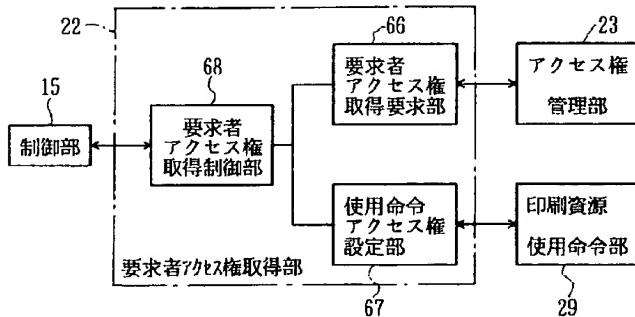 22
66
23
要求者
アクセス権
取得要求部
アクセス権
管理部
15
68
制御部
要求者
アクセス権
取得制御部
使用命令
アクセス権
設定部
印刷資源
使用命令部
要求者アクセス権取得部
67
29